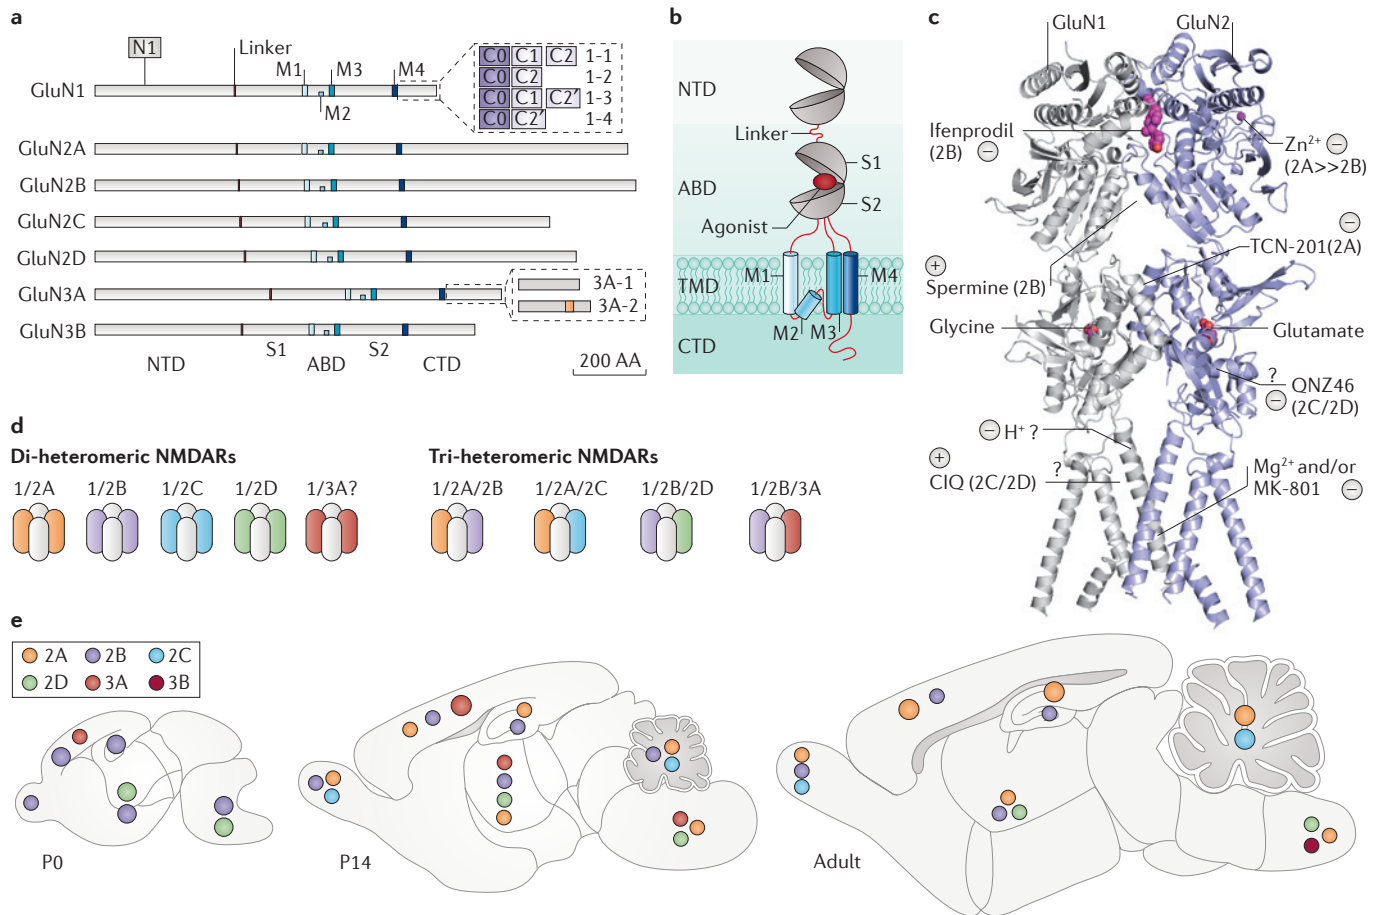 a
N1
Linker
M1
M3
M4
GluN1
M2
C0 C1 C2 1-1
C0 C2 1-2
C0 C1 C2′ 1-3
C0 C2′ 1-4
GluN2A
GluN2B
GluN2C
GluN2D
GluN3A
3A-1
3A-2
GluN3B
NTD
S1
ABD
S2
CTD
200 AA
b
NTD
Linker
S1
ABD
S2
Agonist
M1
M4
TMD
M2
M3
CTD
c
GluN1
GluN2
Ifenprodil
(2B) −
Zn2+ −
(2A>>2B)
−
TCN-201(2A)
+
Spermine (2B)
Glycine
Glutamate
?
QNZ46
− (2C/2D)
− H+ ?
+
CIQ (2C/2D)
?
Mg2+ and/or
MK-801 −
d
Di-heteromeric NMDARs
1/2A 1/2B 1/2C 1/2D 1/3A?
Tri-heteromeric NMDARs
1/2A/2B 1/2A/2C 1/2B/2D 1/2B/3A
e
2A 2B 2C
2D 3A 3B
P0
P14
Adult